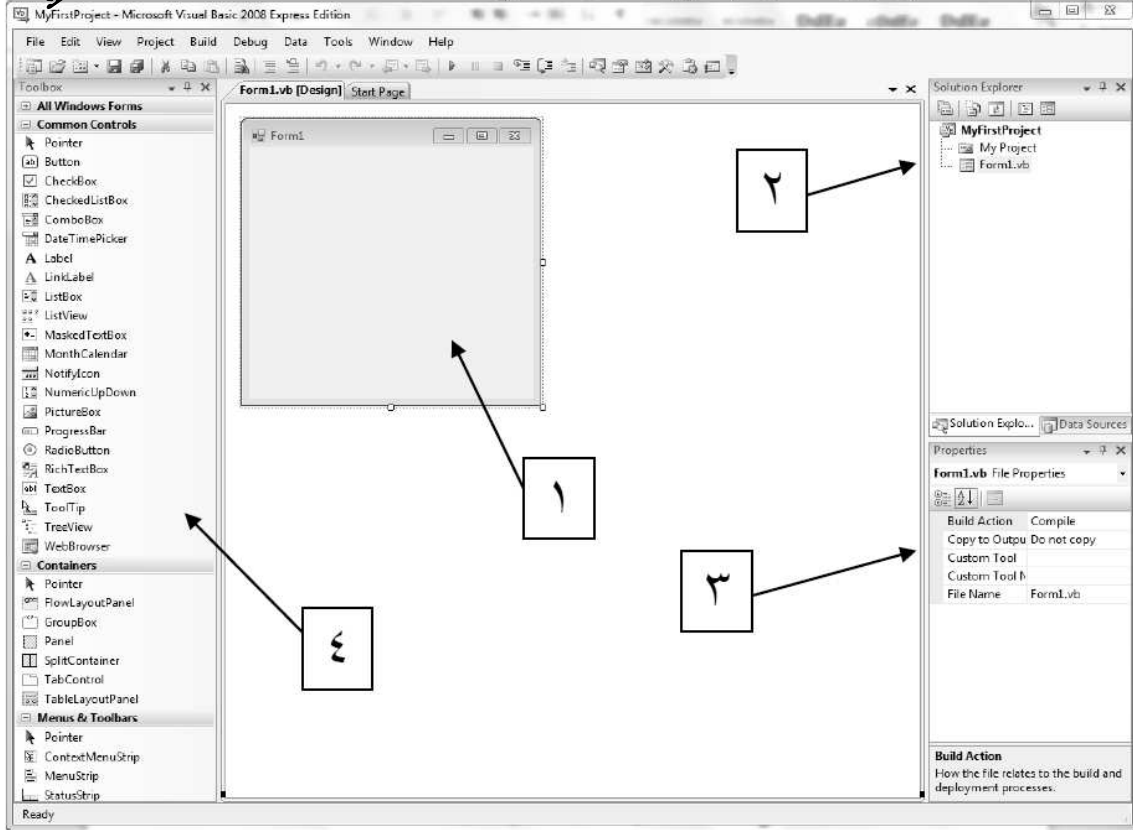 MyFirstProject - Microsoft Visual Basic 2008 Express Edition
File Edit View Project Build Debug Data Tools Window Help
Toolbox
All Windows Forms
Common Controls
Pointer
Button
CheckBox
CheckedListBox
ComboBox
DateTimePicker
Label
LinkLabel
ListBox
ListView
MaskedTextBox
MonthCalendar
NotifyIcon
NumericUpDown
PictureBox
ProgressBar
RadioButton
RichTextBox
TextBox
ToolTip
TreeView
WebBrowser
Containers
Pointer
FlowLayoutPanel
GroupBox
Panel
SplitContainer
TabControl
TableLayoutPanel
Menus & Toolbars
Pointer
ContextMenuStrip
MenuStrip
StatusStrip
Form1.vb [Design] Start Page
Form1
١
٢
٣
٤
Solution Explorer
MyFirstProject
My Project
Form1.vb
Solution Explo... Data Sources
Properties
Form1.vb File Properties
Build Action Compile
Copy to Outpu Do not copy
Custom Tool
Custom Tool N
File Name Form1.vb
Build Action
How the file relates to the build and
deployment processes.
Ready